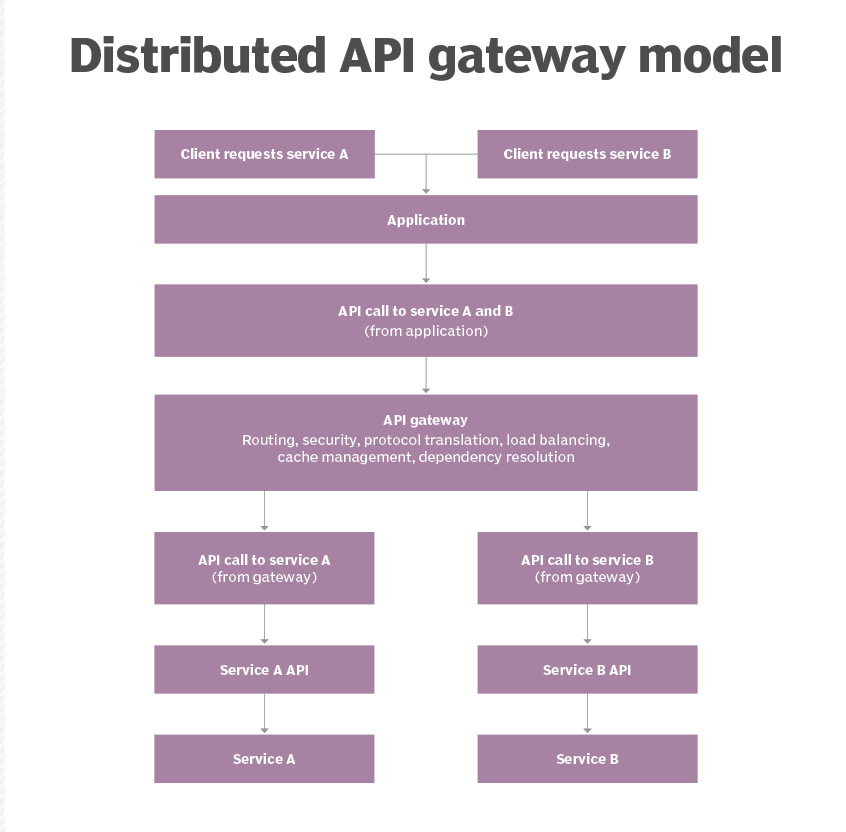 Distributed API gateway model
Client requests service A
Client requests service B
Application
API call to service A and B
(from application)
API gateway
Routing, security, protocol translation, load balancing,
cache management, dependency resolution
API call to service A
(from gateway)
API call to service B
(from gateway)
Service A API
Service B API
Service A
Service B